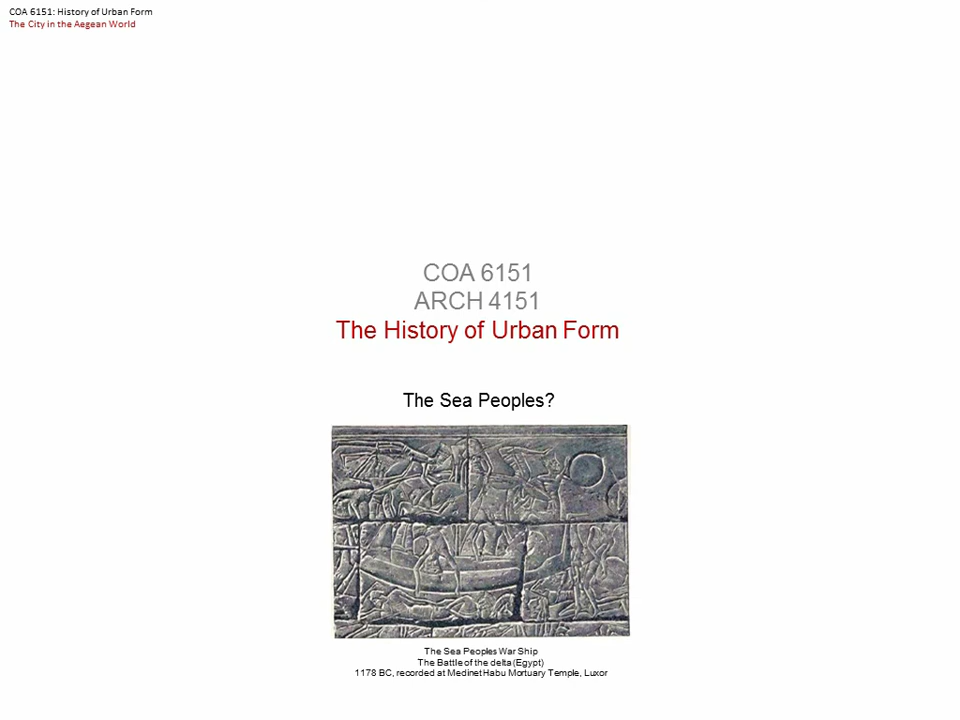 COA 6151: History of Urban Form
The City in the Aegean World
COA 6151
ARCH 4151
The History of Urban Form
The Sea Peoples?
The Sea Peoples War Ship
The Battle of the delta (Egypt)
1178 BC, recorded at Medinet Habu Mortuary Temple, Luxor